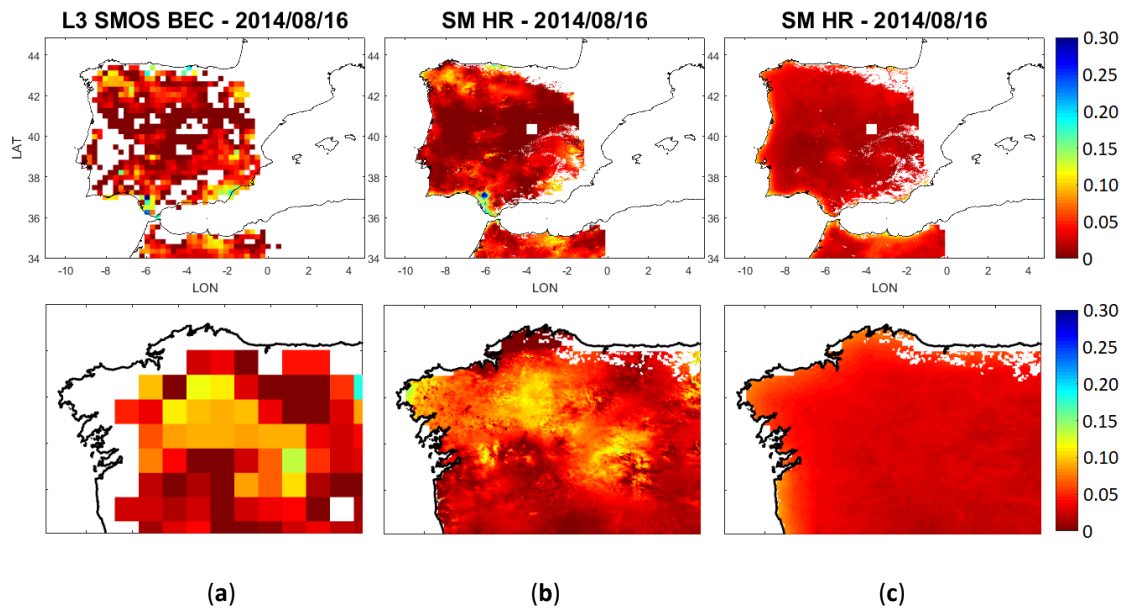 L3 SMOS BEC - 2014/08/16 SM HR - 2014/08/16 SM HR - 2014/08/16
44 44 44 0.30
42 42 42 0.25
0.20
LAT 40 40 40
0.15
38 38 38
0.10
36 36 36 0.05
34 34 34 0
-10 -8 -6 -4 -2 0 2 4 -10 -8 -6 -4 -2 0 2 4 -10 -8 -6 -4 -2 0 2 4
LON LON LON
0.30
0.25
0.20
0.15
0.10
0.05
0
(a) (b) (c)